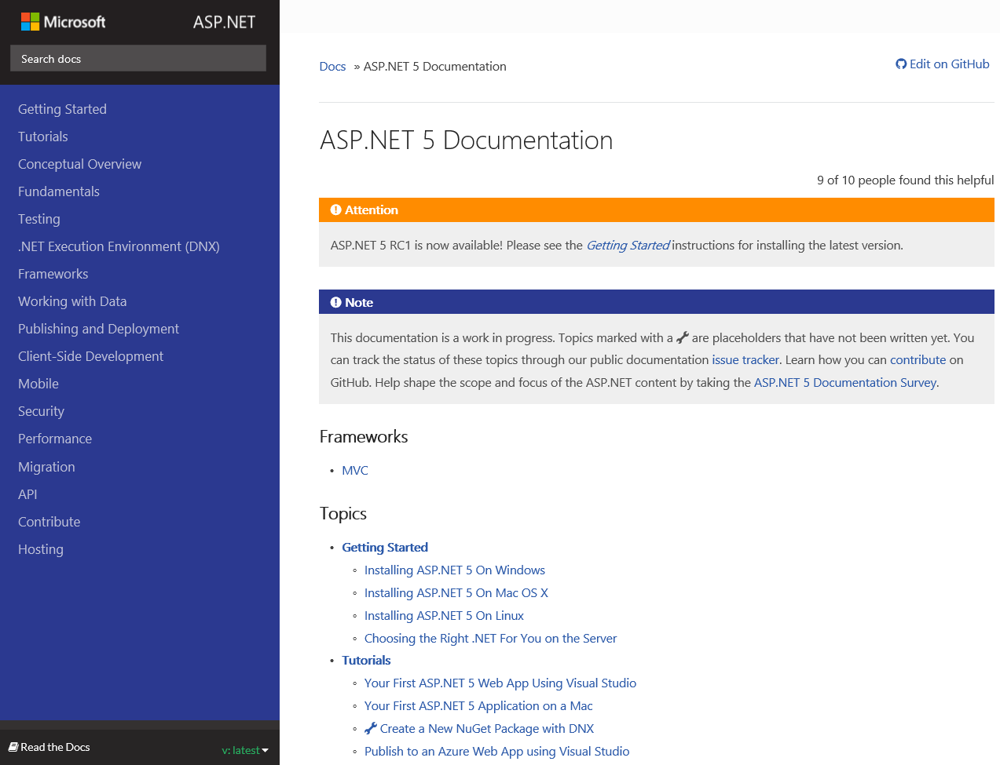 Microsoft
ASP.NET
Search docs
Getting Started
Tutorials
Conceptual Overview
Fundamentals
Testing
.NET Execution Environment (DNX)
Frameworks
Working with Data
Publishing and Deployment
Client-Side Development
Mobile
Security
Performance
Migration
API
Contribute
Hosting
Read the Docs
v: latest
Docs » ASP.NET 5 Documentation
Edit on GitHub
ASP.NET 5 Documentation
9 of 10 people found this helpful
Attention
ASP.NET 5 RC1 is now available! Please see the Getting Started instructions for installing the latest version.
Note
This documentation is a work in progress. Topics marked with a are placeholders that have not been written yet. You
can track the status of these topics through our public documentation issue tracker. Learn how you can contribute on
GitHub. Help shape the scope and focus of the ASP.NET content by taking the ASP.NET 5 Documentation Survey.
Frameworks
• MVC
Topics
• Getting Started
◦ Installing ASP.NET 5 On Windows
◦ Installing ASP.NET 5 On Mac OS X
◦ Installing ASP.NET 5 On Linux
◦ Choosing the Right .NET For You on the Server
• Tutorials
◦ Your First ASP.NET 5 Web App Using Visual Studio
◦ Your First ASP.NET 5 Application on a Mac
◦ Create a New NuGet Package with DNX
◦ Publish to an Azure Web App using Visual Studio